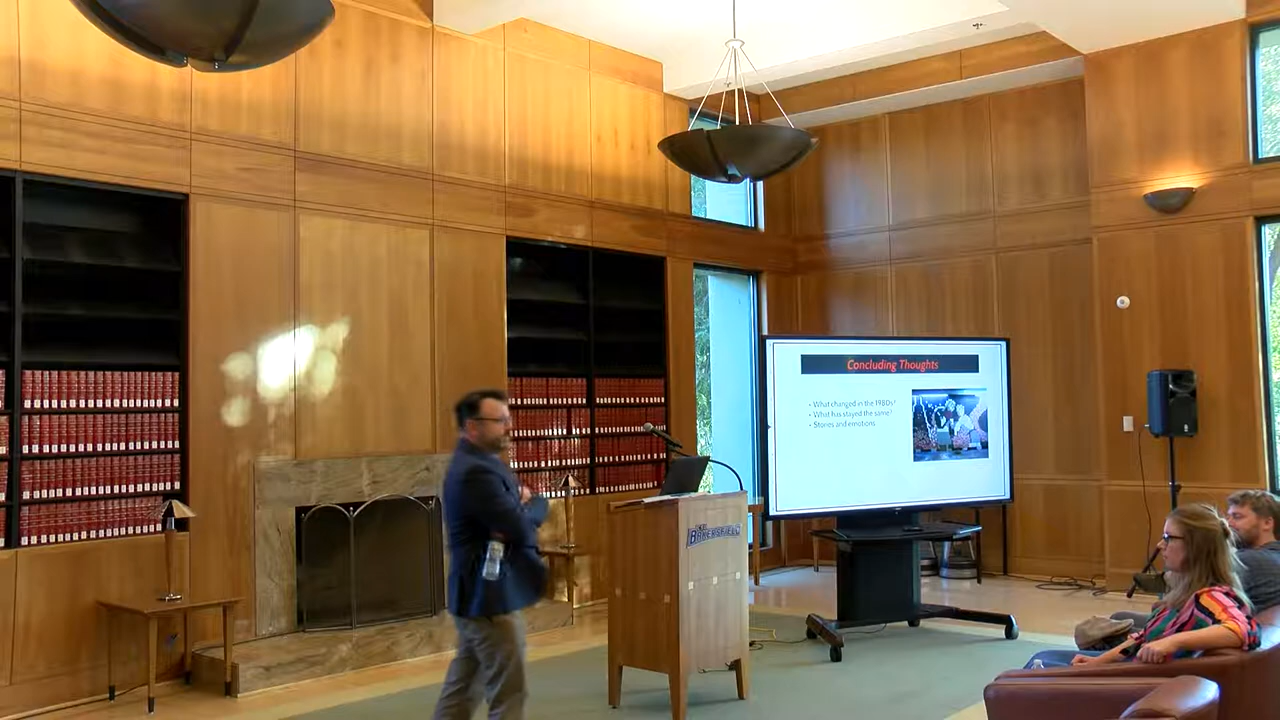 Concluding Thoughts
• What changed in the 1980s?
• What has stayed the same?
• Stories and emotions
BAKERSFIELD